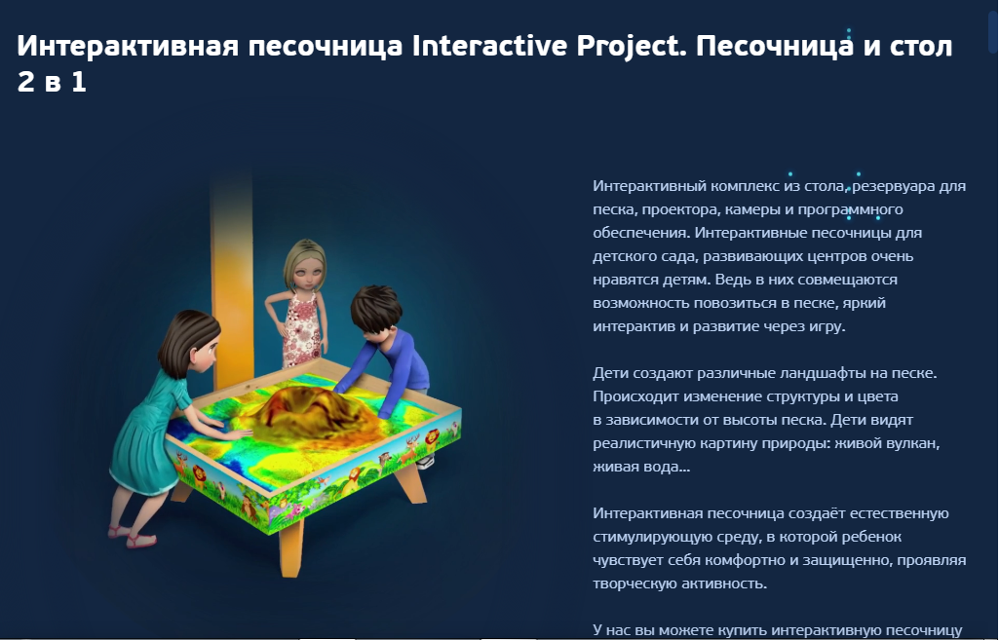 Интерактивная песочница Interactive Project. Песочница и стол
2 в 1
Интерактивный комплекс из стола, резервуара для
песка, проектора, камеры и программного
обеспечения. Интерактивные песочницы для
детского сада, развивающих центров очень
нравятся детям. Ведь в них совмещаются
возможность повозиться в песке, яркий
интерактив и развитие через игру.
Дети создают различные ландшафты на песке.
Происходит изменение структуры и цвета
в зависимости от высоты песка. Дети видят
реалистичную картину природы: живой вулкан,
живая вода...
Интерактивная песочница создаёт естественную
стимулирующую среду, в которой ребенок
чувствует себя комфортно и защищенно, проявляя
творческую активность.
У нас вы можете купить интерактивную песочницу